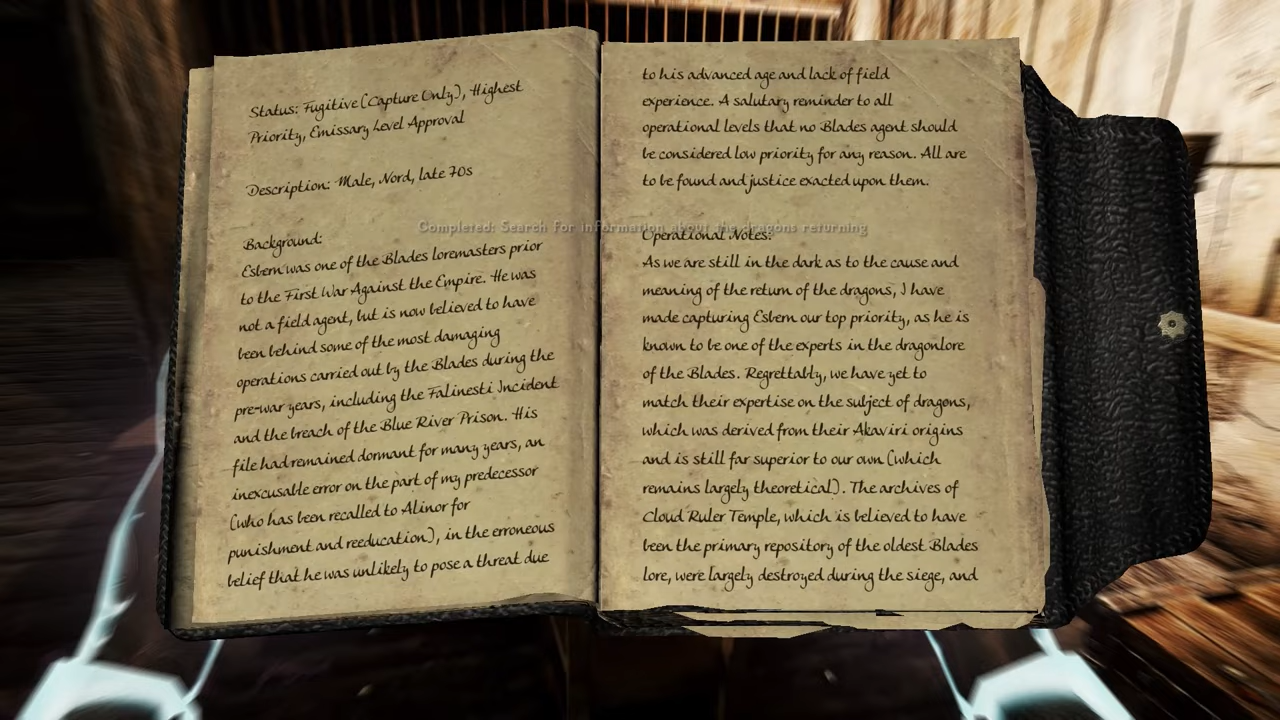 Status: Fugitive (Capture Only), Highest
Priority, Emissary Level Approval
Description: Male, Nord, late 70s
Background:
Esbern was one of the Blades loremasters prior
to the First War Against the Empire. He was
not a field agent, but is now believed to have
been behind some of the most damaging
operations carried out by the Blades during the
pre-war years, including the Falinesti Incident
and the breach of the Blue River Prison. His
file had remained dormant for many years, an
inexcusable error on the part of my predecessor
(who has been recalled to Alinor for
punishment and reeducation), in the erroneous
belief that he was unlikely to pose a threat due
to his advanced age and lack of field
experience. A salutary reminder to all
operational levels that no Blades agent should
be considered low priority for any reason. All are
to be found and justice exacted upon them.
Completed: Search for information about the dragons returning
Operational Notes:
As we are still in the dark as to the cause and
meaning of the return of the dragons, I have
made capturing Esbern our top priority, as he is
known to be one of the experts in the dragonlore
of the Blades. Regrettably, we have yet to
match their expertise on the subject of dragons,
which was derived from their Akaviri origins
and is still far superior to our own (which
remains largely theoretical). The archives of
Cloud Ruler Temple, which is believed to have
been the primary repository of the oldest Blades
lore, were largely destroyed during the siege, and